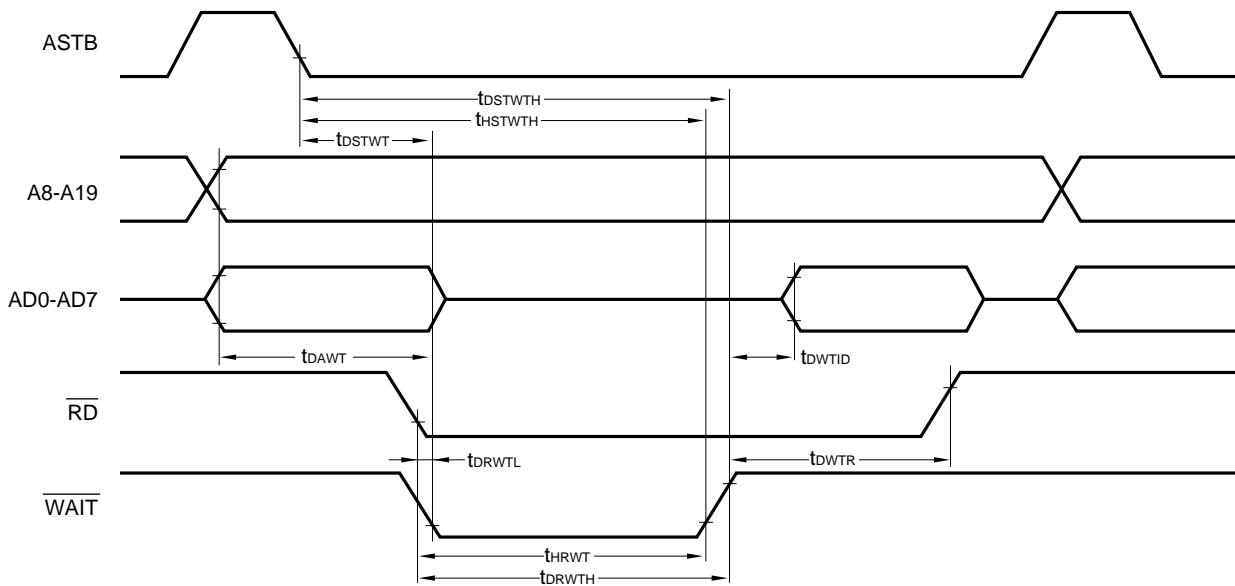 ASTB
tDSTWTH
tHSTWTH
tDSTWT
A8-A19
AD0-AD7
tDAWT
tDWTID
RD
tDRWTL
tDWTR
WAIT
tHRWT
tDRWTH